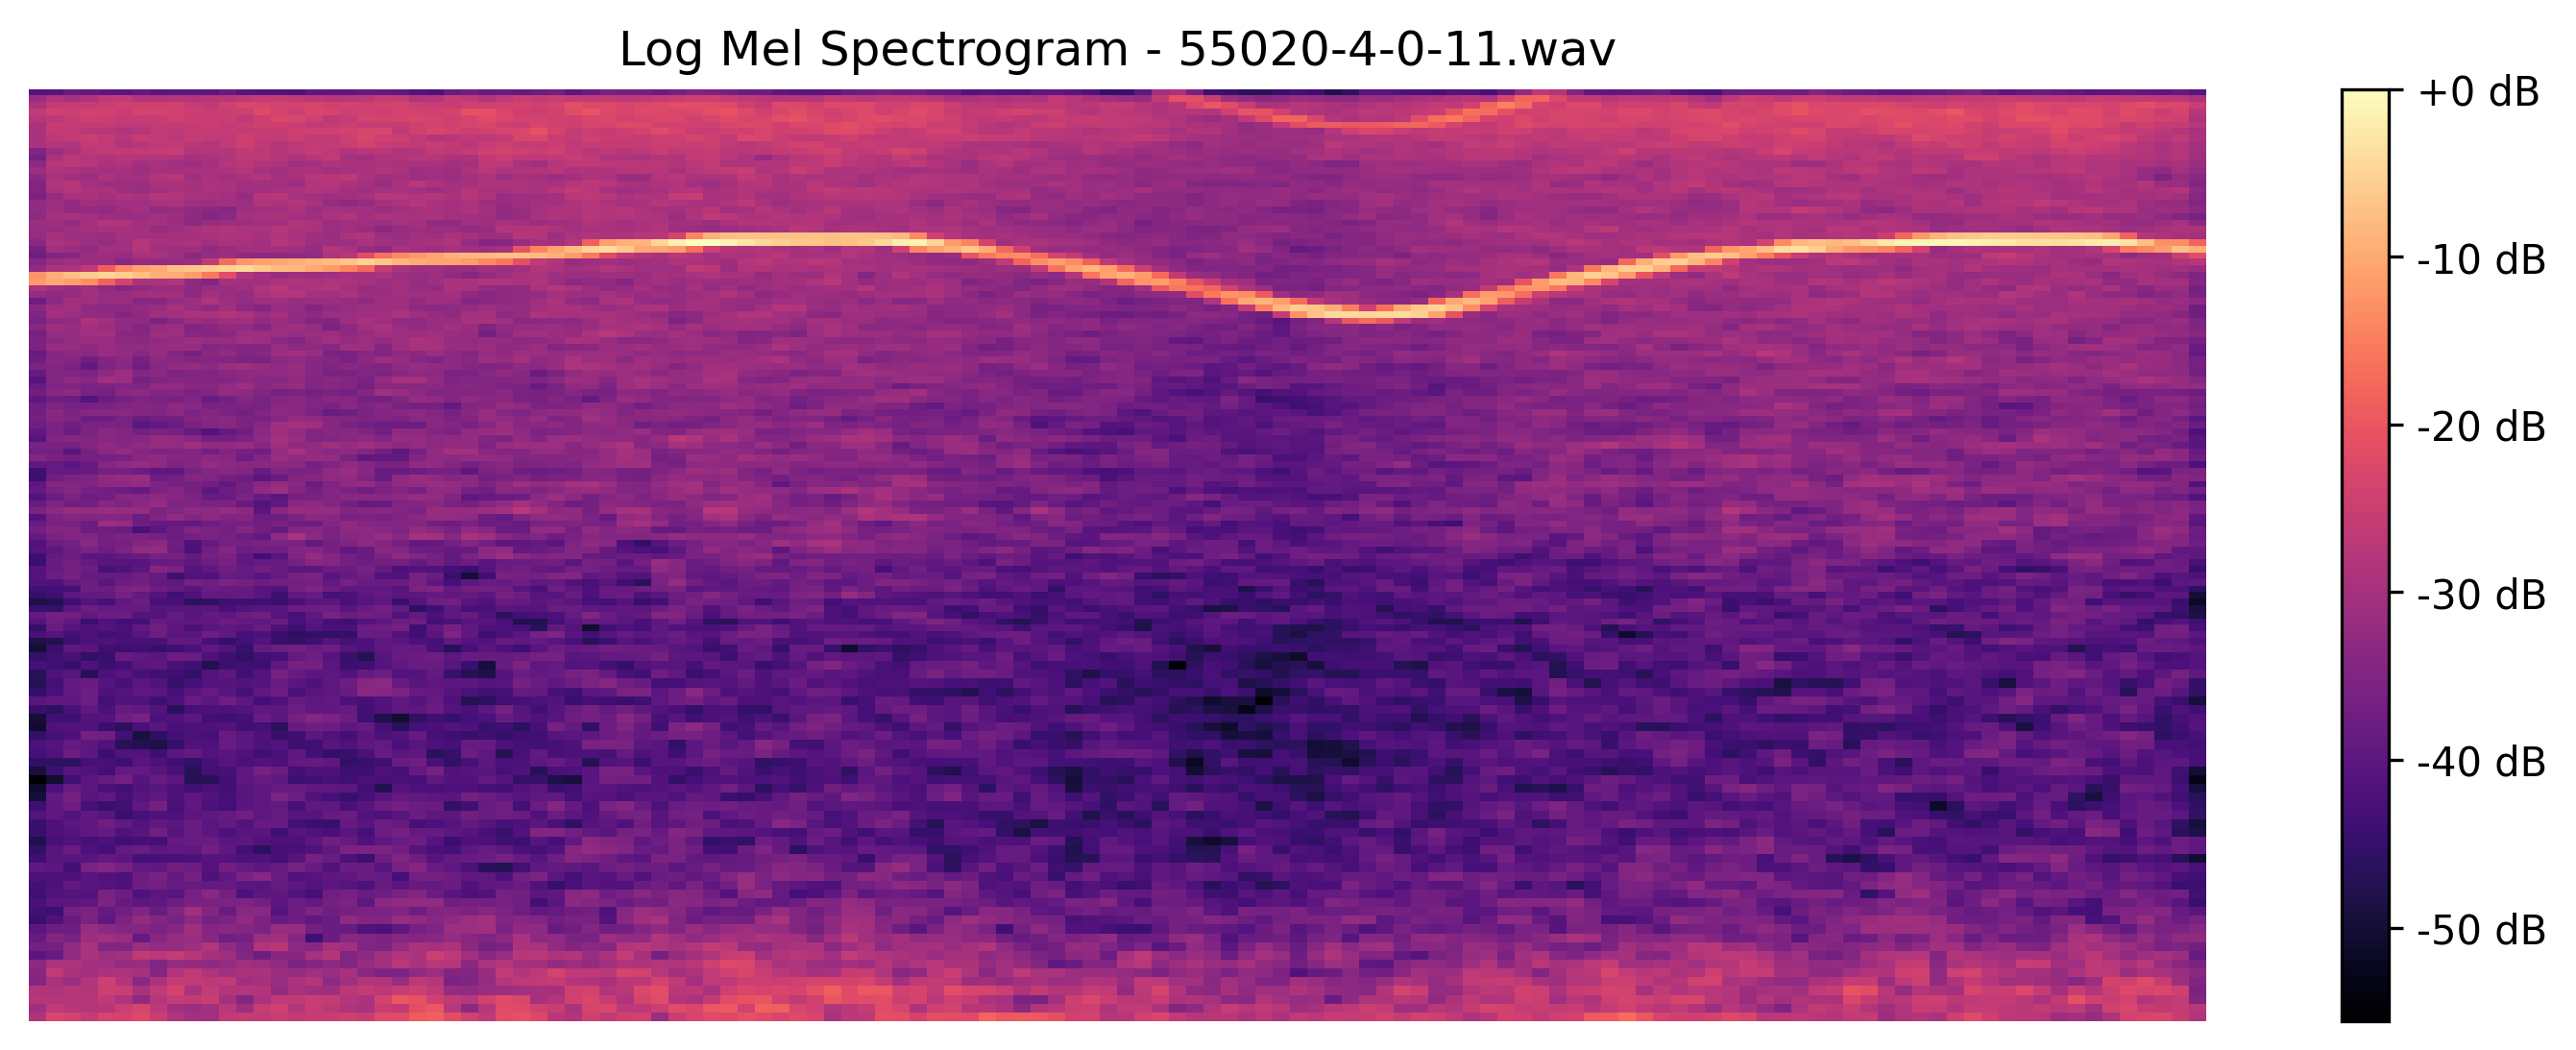 Log Mel Spectrogram - 55020-4-0-11.wav
+0 dB
-10 dB
-20 dB
-30 dB
-40 dB
-50 dB